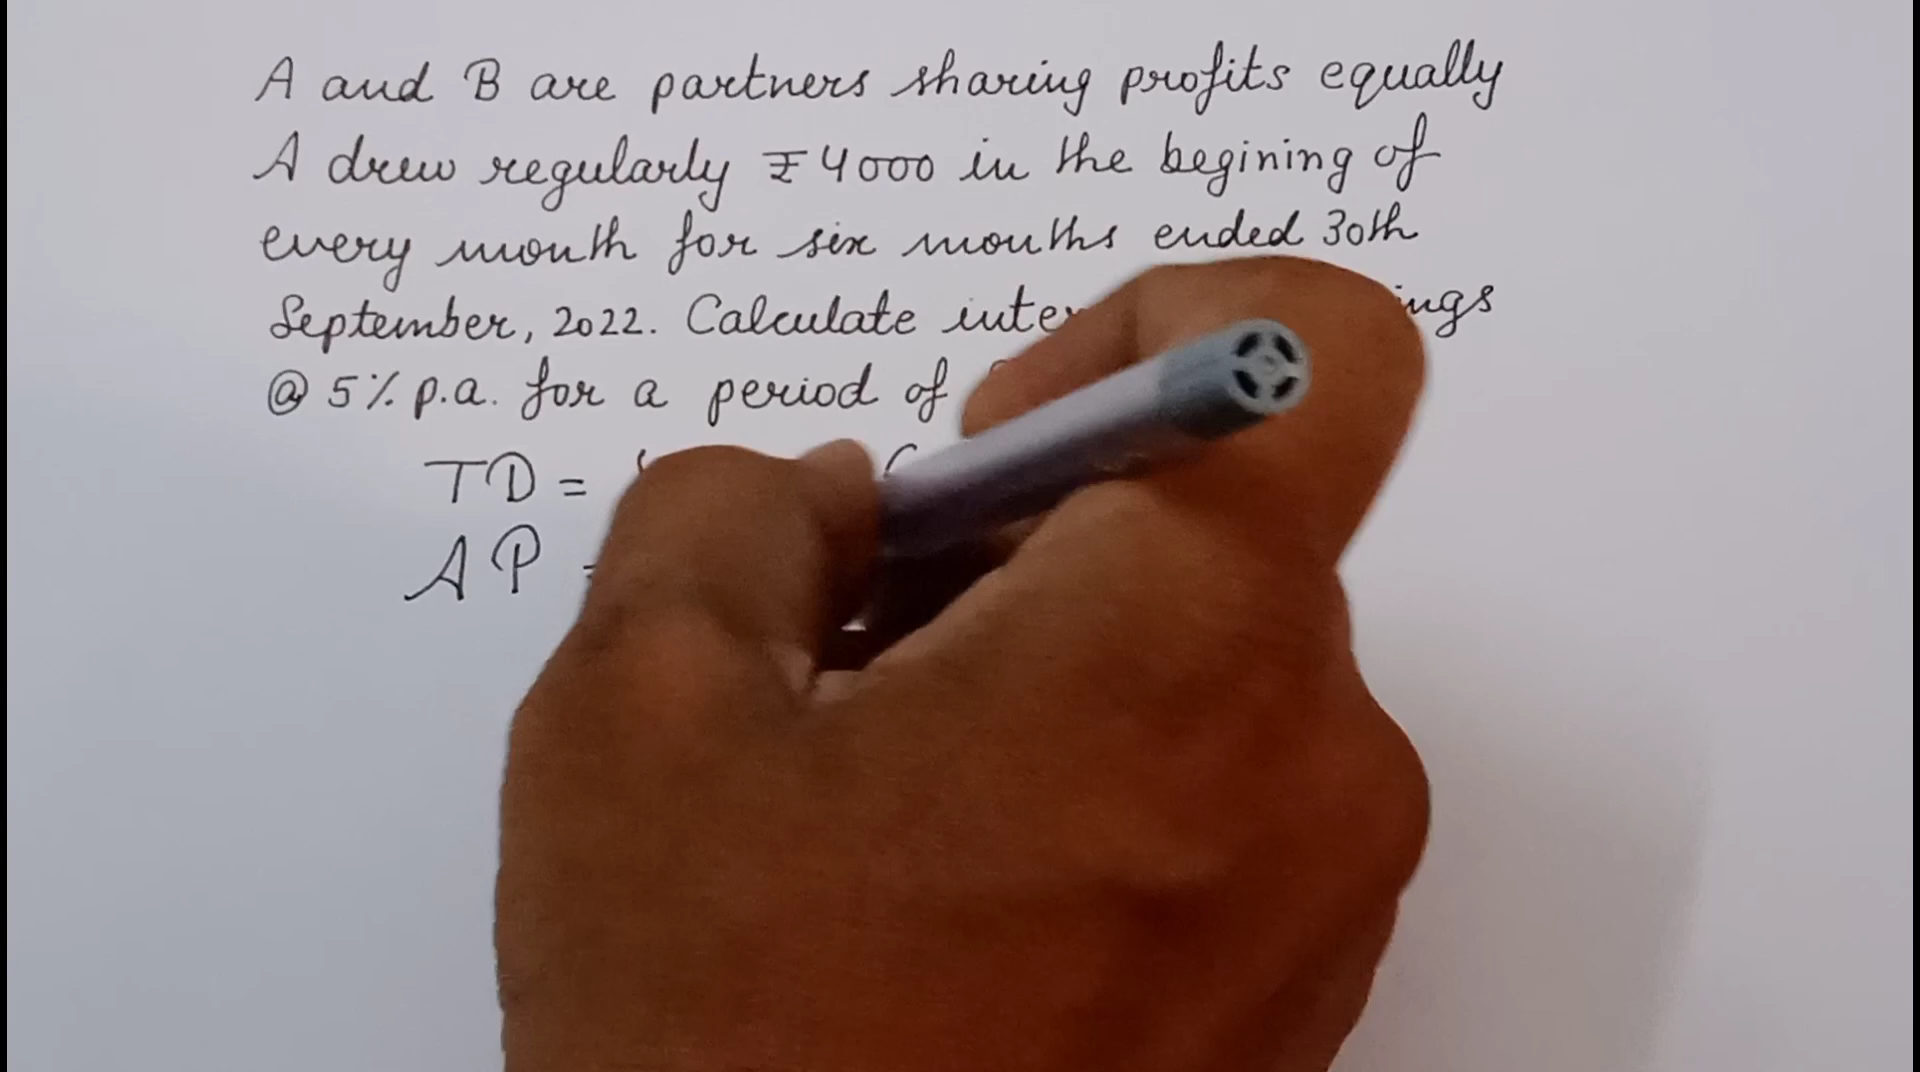 A and B are partners sharing profits equally
A drew regularly ₹4000 in the begining of
every month for six months ended 30th
September, 2022. Calculate
@ 5% p.a. for a period of
TD =
AP =